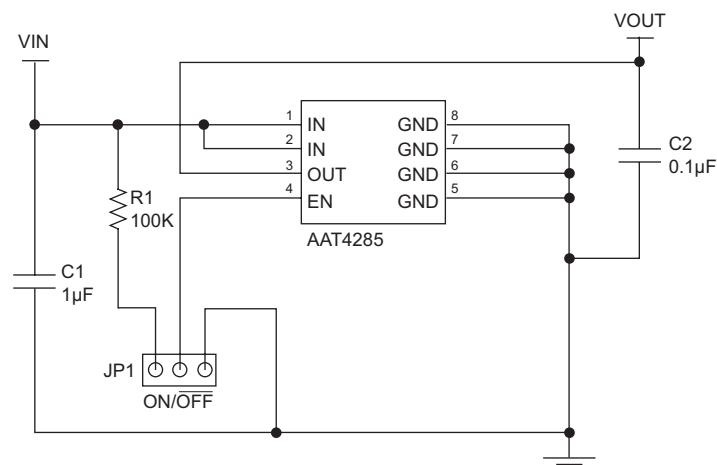 VIN
VOUT
1 IN GND 8
2 IN GND 7
3 OUT GND 6
4 EN GND 5
AAT4285
C2
0.1µF
R1
100K
C1
1µF
JP1
ON/OFF